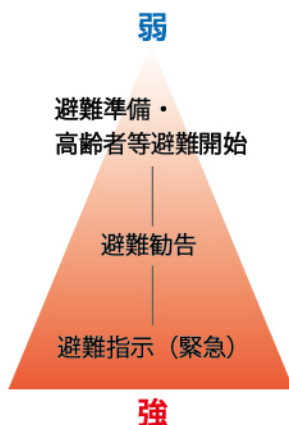 弱
避難準備・
高齢者等避難開始
避難勧告
避難指示（緊急）
強